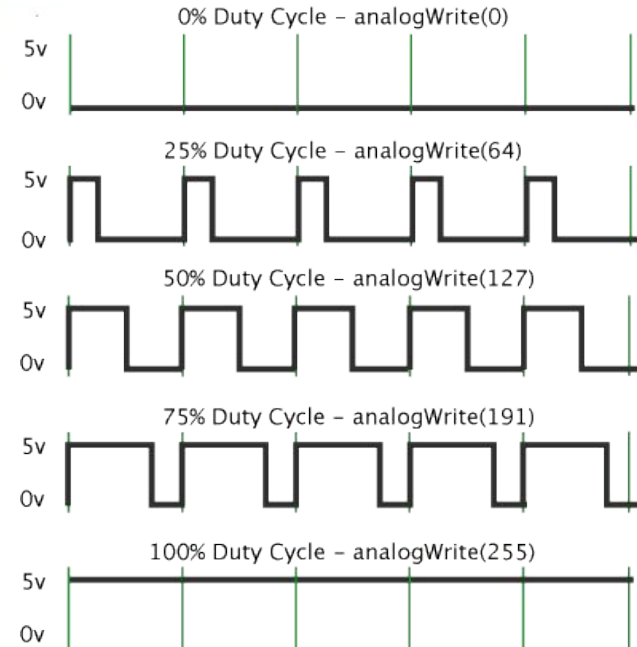 0% Duty Cycle – analogWrite(0)
5v
0v
25% Duty Cycle – analogWrite(64)
5v
0v
50% Duty Cycle – analogWrite(127)
5v
0v
75% Duty Cycle – analogWrite(191)
5v
0v
100% Duty Cycle – analogWrite(255)
5v
0v